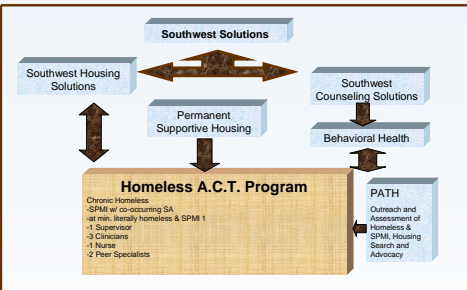 Southwest Solutions
Southwest Housing
Solutions
Southwest
Counseling Solutions
Permanent
Supportive Housing
Behavioral Health
Homeless A.C.T. Program
Chronic Homeless
-SPMI w/ co-occurring SA
-at min. literally homeless & SPMI 1
-1 Supervisor
-3 Clinicians
-1 Nurse
-2 Peer Specialists
PATH
Outreach and
Assessment of
Homeless &
SPMI, Housing
Search and
Advocacy